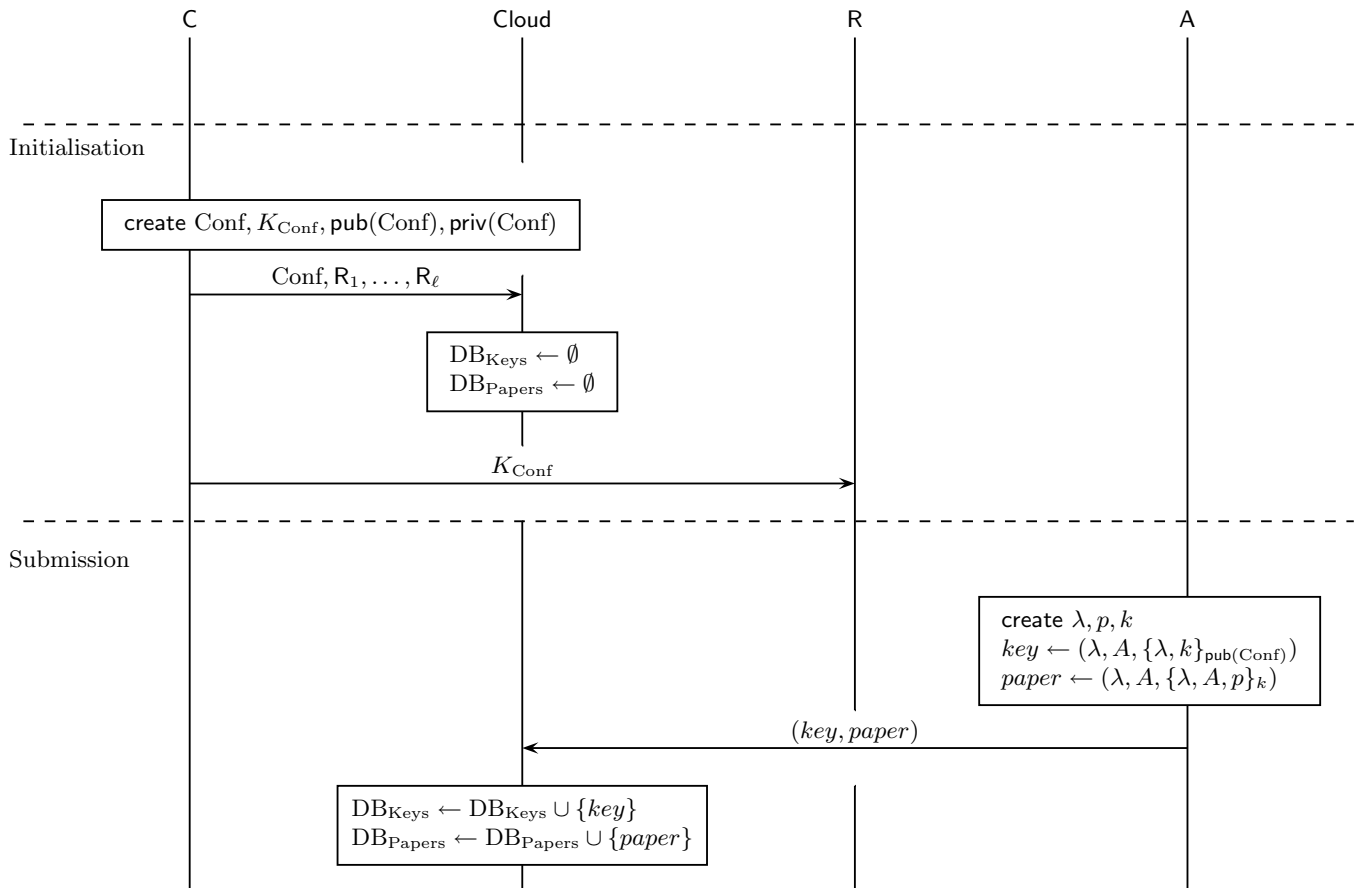 C Cloud R A
Initialisation
create Conf, K_Conf, pub(Conf), priv(Conf)
Conf, R_1, . . . , R_ℓ
DB_Keys ← ∅
DB_Papers ← ∅
K_Conf
Submission
create λ, p, k
key ← (λ, A, {λ, k}_pub(Conf))
paper ← (λ, A, {λ, A, p}_k)
(key, paper)
DB_Keys ← DB_Keys ∪ {key}
DB_Papers ← DB_Papers ∪ {paper}